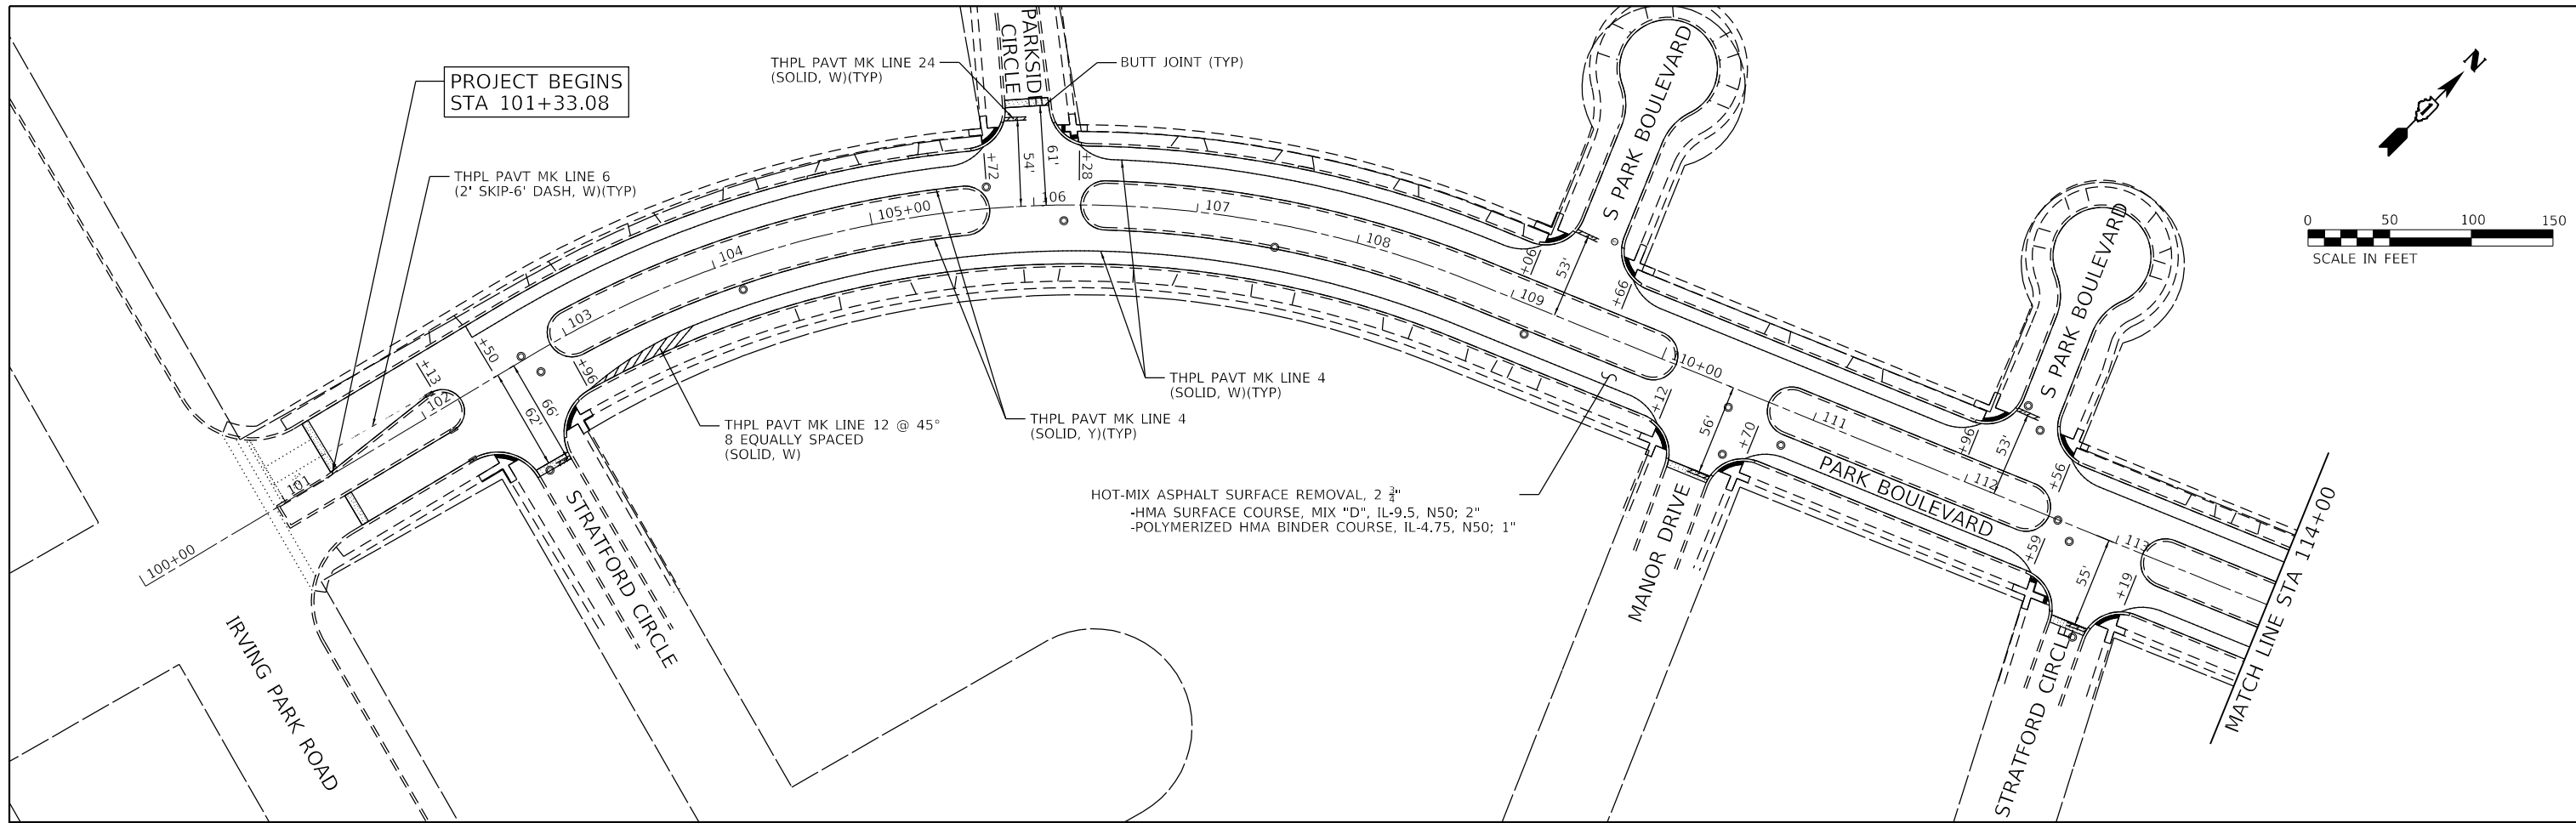 PARKSIDE
CIRCLE
THPL PAVT MK LINE 24
(SOLID, W)(TYP)
BUTT JOINT (TYP)
PROJECT BEGINS
STA 101+33.08
THPL PAVT MK LINE 6
(2' SKIP-6' DASH, W)(TYP)
S PARK BOULEVARD
S PARK BOULEVARD
N
0 50 100 150
SCALE IN FEET
+72
54'
61'
+28
106
105+00
107
104
108
103
109
110+00
+06
53'
+66
+50
+96
+13
102
66'
62'
101
100+00
THPL PAVT MK LINE 12 @ 45°
8 EQUALLY SPACED
(SOLID, W)
THPL PAVT MK LINE 4
(SOLID, Y)(TYP)
THPL PAVT MK LINE 4
(SOLID, W)(TYP)
HOT-MIX ASPHALT SURFACE REMOVAL, 2 3/4"
-HMA SURFACE COURSE, MIX "D", IL-9.5, N50; 2"
-POLYMERIZED HMA BINDER COURSE, IL-4.75, N50; 1"
+12
56'
+70
111
PARK BOULEVARD
112
+96
53'
+56
+59
55'
113
+19
IRVING PARK ROAD
STRATFORD CIRCLE
MANOR DRIVE
STRATFORD CIRCLE
MATCH LINE STA 114+00